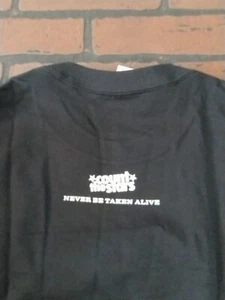 count
the stars
NEVER BE TAKEN ALIVE